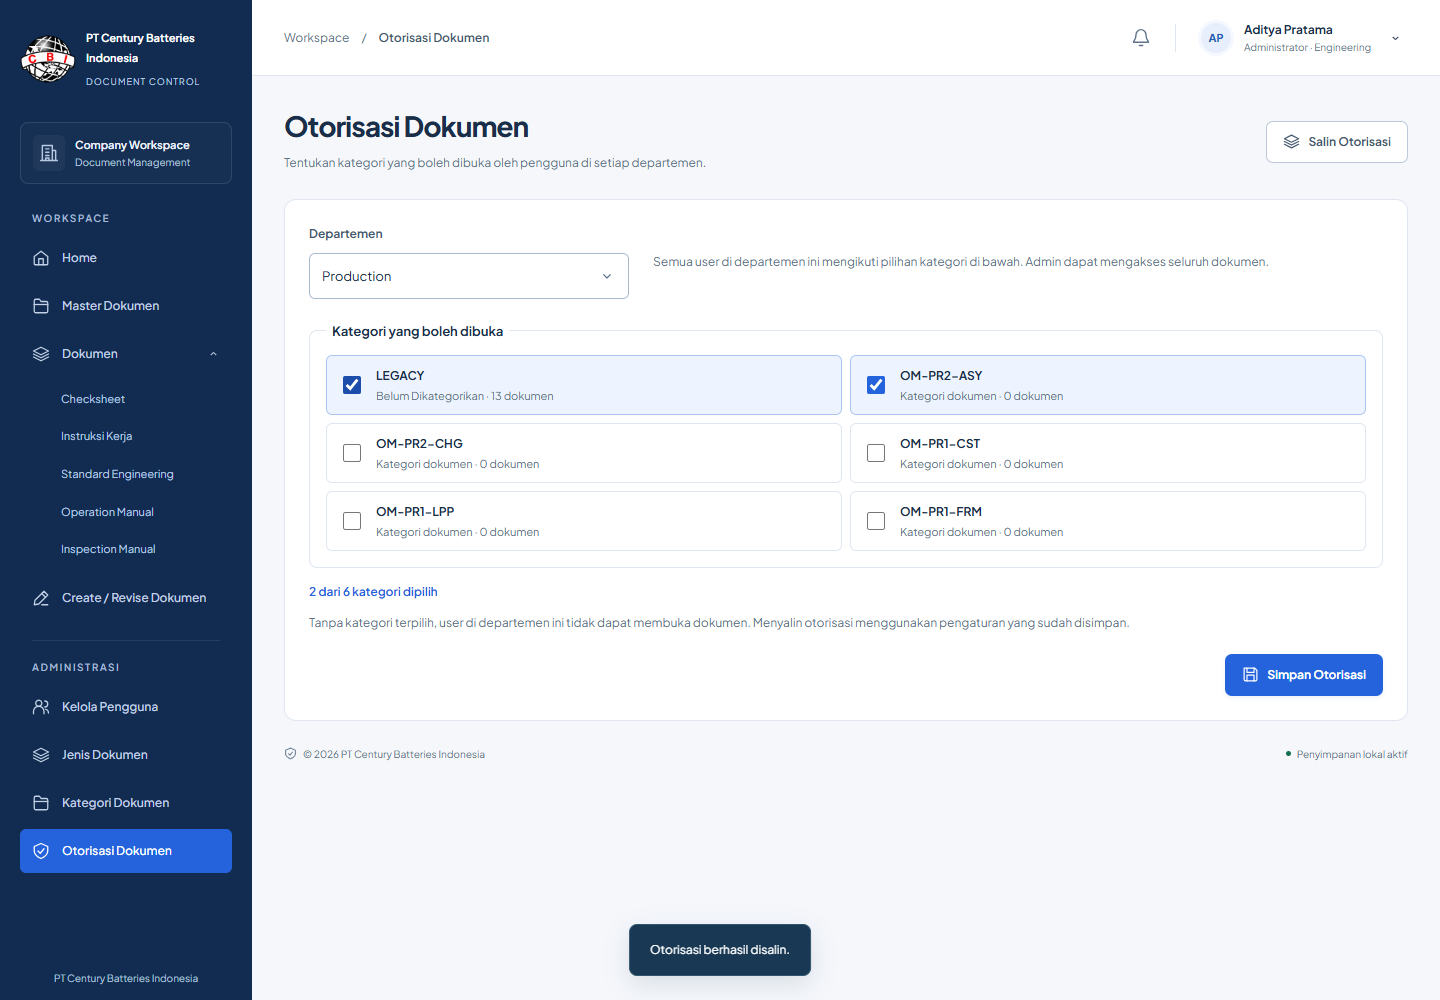 PT Century Batteries
Indonesia
DOCUMENT CONTROL
CBI
Company Workspace
Document Management
WORKSPACE
Home
Master Dokumen
Dokumen
Checksheet
Instruksi Kerja
Standard Engineering
Operation Manual
Inspection Manual
Create / Revise Dokumen
ADMINISTRASI
Kelola Pengguna
Jenis Dokumen
Kategori Dokumen
Otorisasi Dokumen
PT Century Batteries Indonesia
Workspace / Otorisasi Dokumen
AP
Aditya Pratama
Administrator · Engineering
Otorisasi Dokumen
Tentukan kategori yang boleh dibuka oleh pengguna di setiap departemen.
Salin Otorisasi
Departemen
Production
Semua user di departemen ini mengikuti pilihan kategori di bawah. Admin dapat mengakses seluruh dokumen.
Kategori yang boleh dibuka
LEGACY
Belum Dikategorikan · 13 dokumen
OM-PR2-ASY
Kategori dokumen · 0 dokumen
OM-PR2-CHG
Kategori dokumen · 0 dokumen
OM-PR1-CST
Kategori dokumen · 0 dokumen
OM-PR1-LPP
Kategori dokumen · 0 dokumen
OM-PR1-FRM
Kategori dokumen · 0 dokumen
2 dari 6 kategori dipilih
Tanpa kategori terpilih, user di departemen ini tidak dapat membuka dokumen. Menyalin otorisasi menggunakan pengaturan yang sudah disimpan.
Simpan Otorisasi
© 2026 PT Century Batteries Indonesia
Penyimpanan lokal aktif
Otorisasi berhasil disalin.